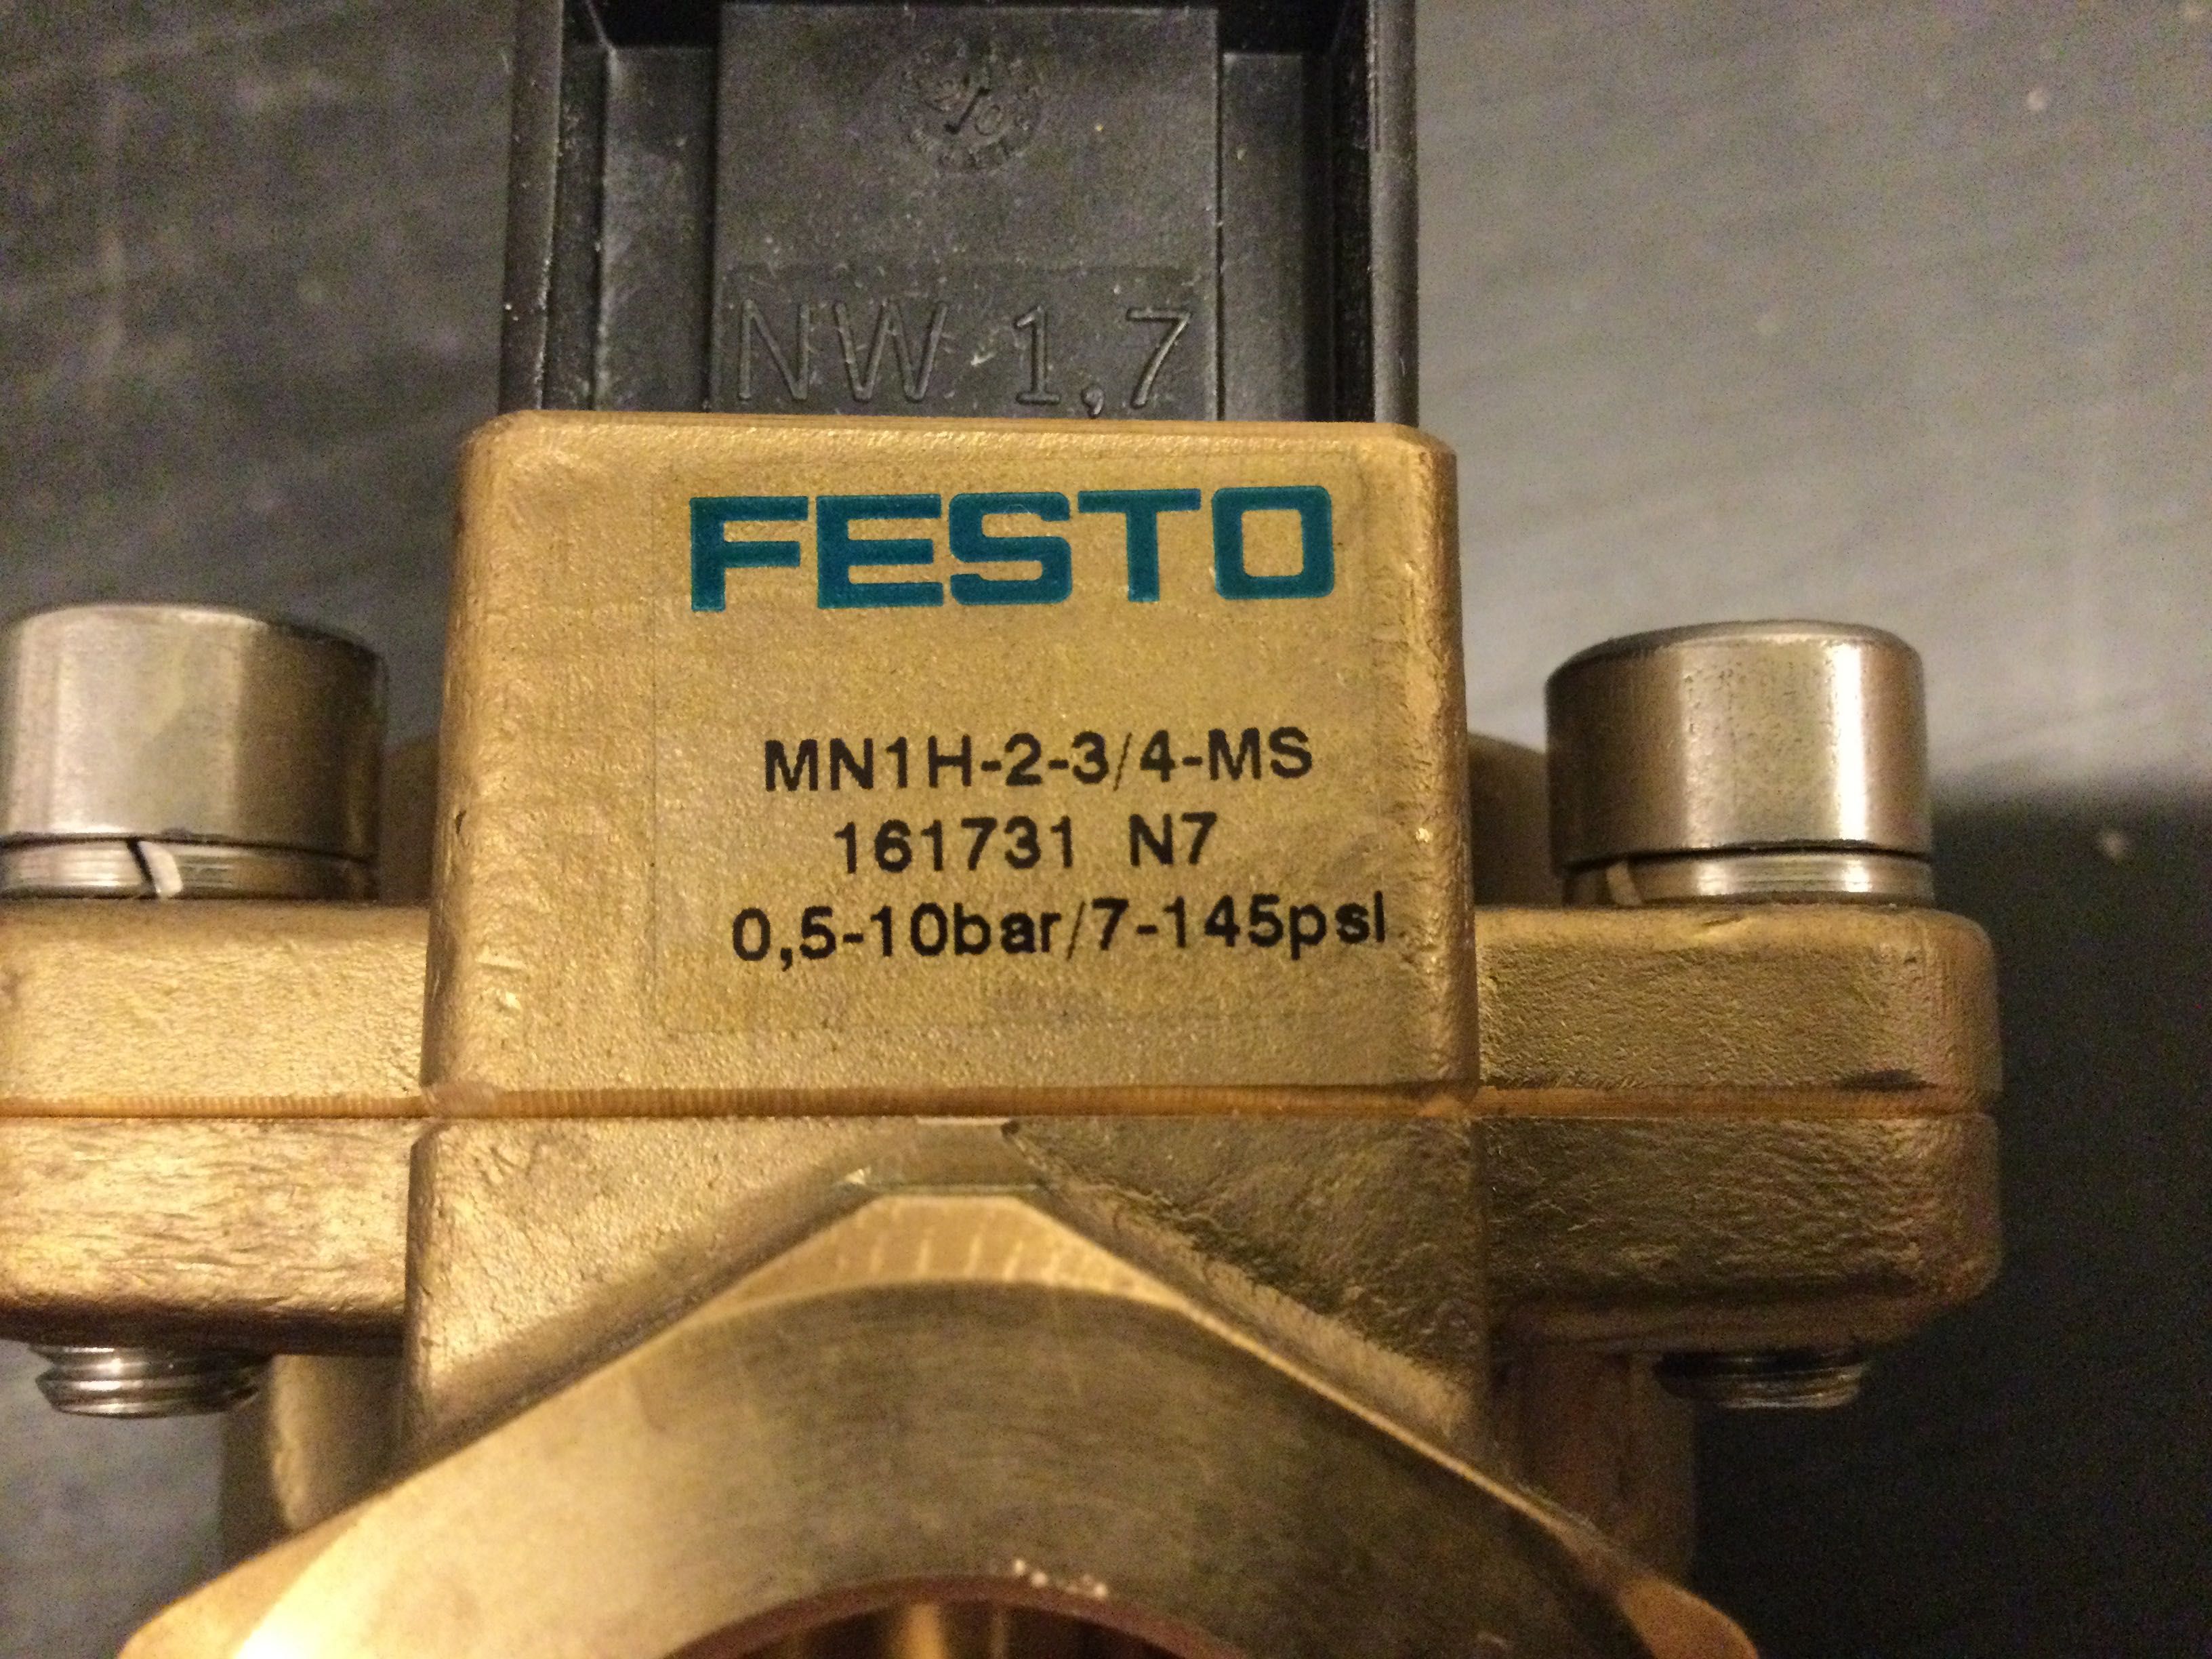 NW 1,7
FESTO
MN1H-2-3/4-MS
161731 N7
0,5-10bar/7-145psi